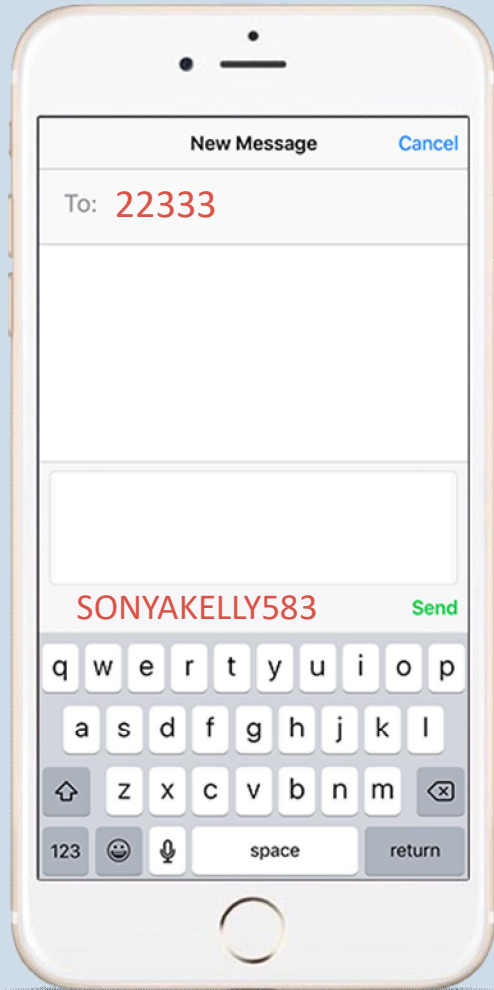 New Message Cancel
To: 22333
SONYAKELLY583 Send
q w e r t y u i o p
a s d f g h j k l
z x c v b n m
123 space return